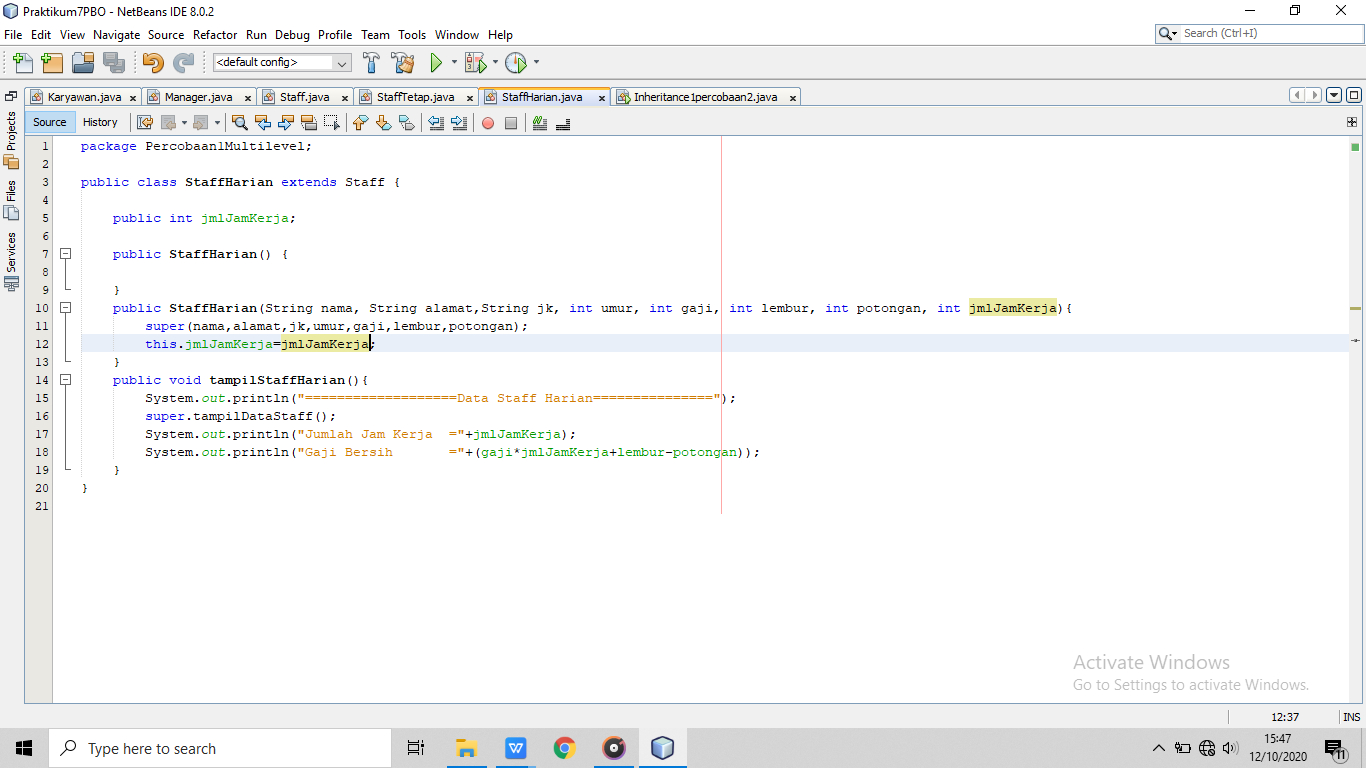 Praktikum7PBO - NetBeans IDE 8.0.2
File Edit View Navigate Source Refactor Run Debug Profile Team Tools Window Help
Search (Ctrl+I)
<default config>
Karyawan.java Manager.java Staff.java StaffTetap.java StaffHarian.java Inheritance1percobaan2.java
Source History
Projects
Files
Services
1 package Percobaan1Multilevel;
2
3 public class StaffHarian extends Staff {
4
5 public int jmlJamKerja;
6
7 public StaffHarian() {
8
9 }
10 public StaffHarian(String nama, String alamat,String jk, int umur, int gaji, int lembur, int potongan, int jmlJamKerja){
11 super(nama,alamat,jk,umur,gaji,lembur,potongan);
12 this.jmlJamKerja=jmlJamKerja;
13 }
14 public void tampilStaffHarian(){
15 System.out.println("===================Data Staff Harian===============");
16 super.tampilDataStaff();
17 System.out.println("Jumlah Jam Kerja  ="+jmlJamKerja);
18 System.out.println("Gaji Bersih       ="+(gaji*jmlJamKerja+lembur-potongan));
19 }
20 }
21
Activate Windows
Go to Settings to activate Windows.
12:37 INS
Type here to search
15:47
12/10/2020
11